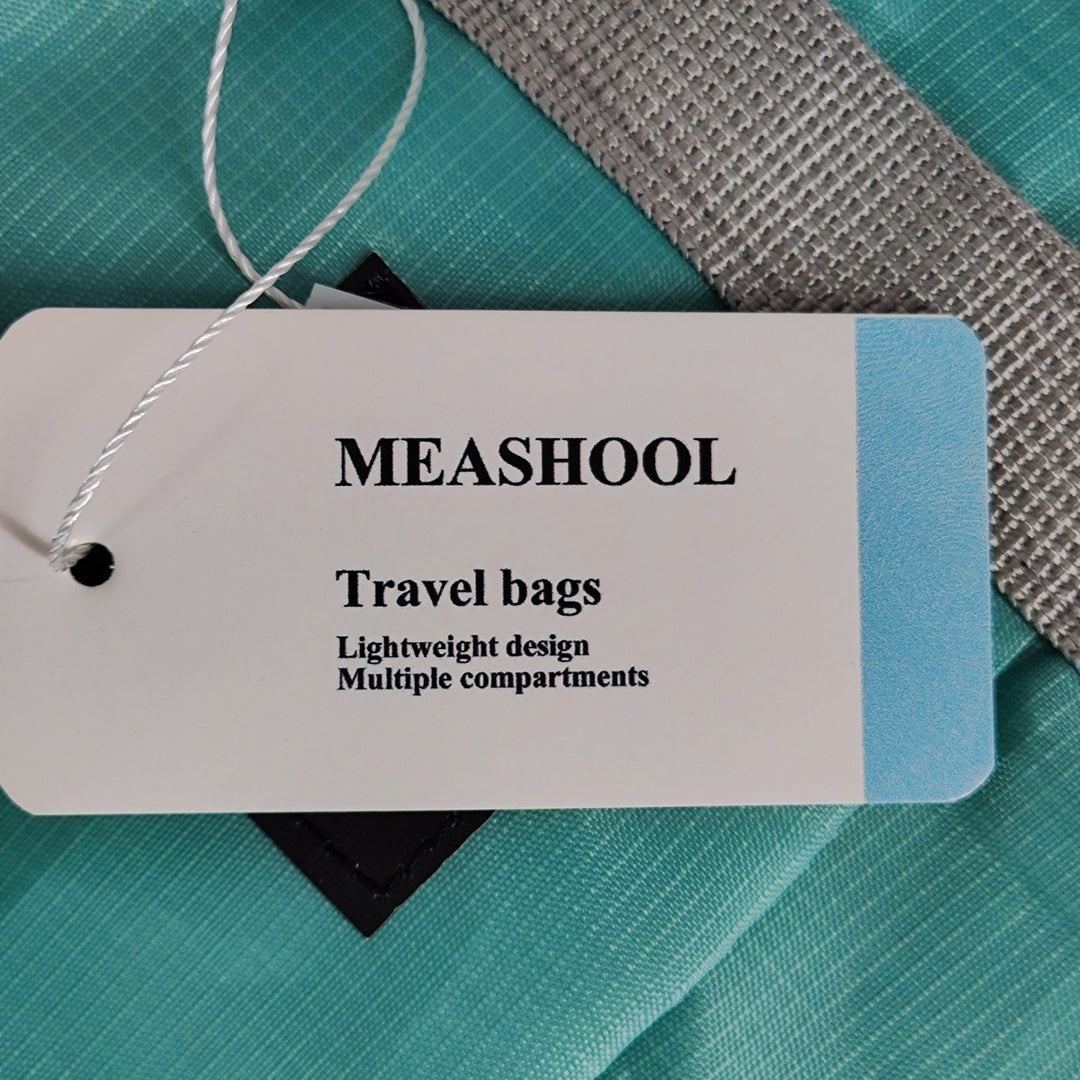 MEASHOOL
Travel bags
Lightweight design
Multiple compartments